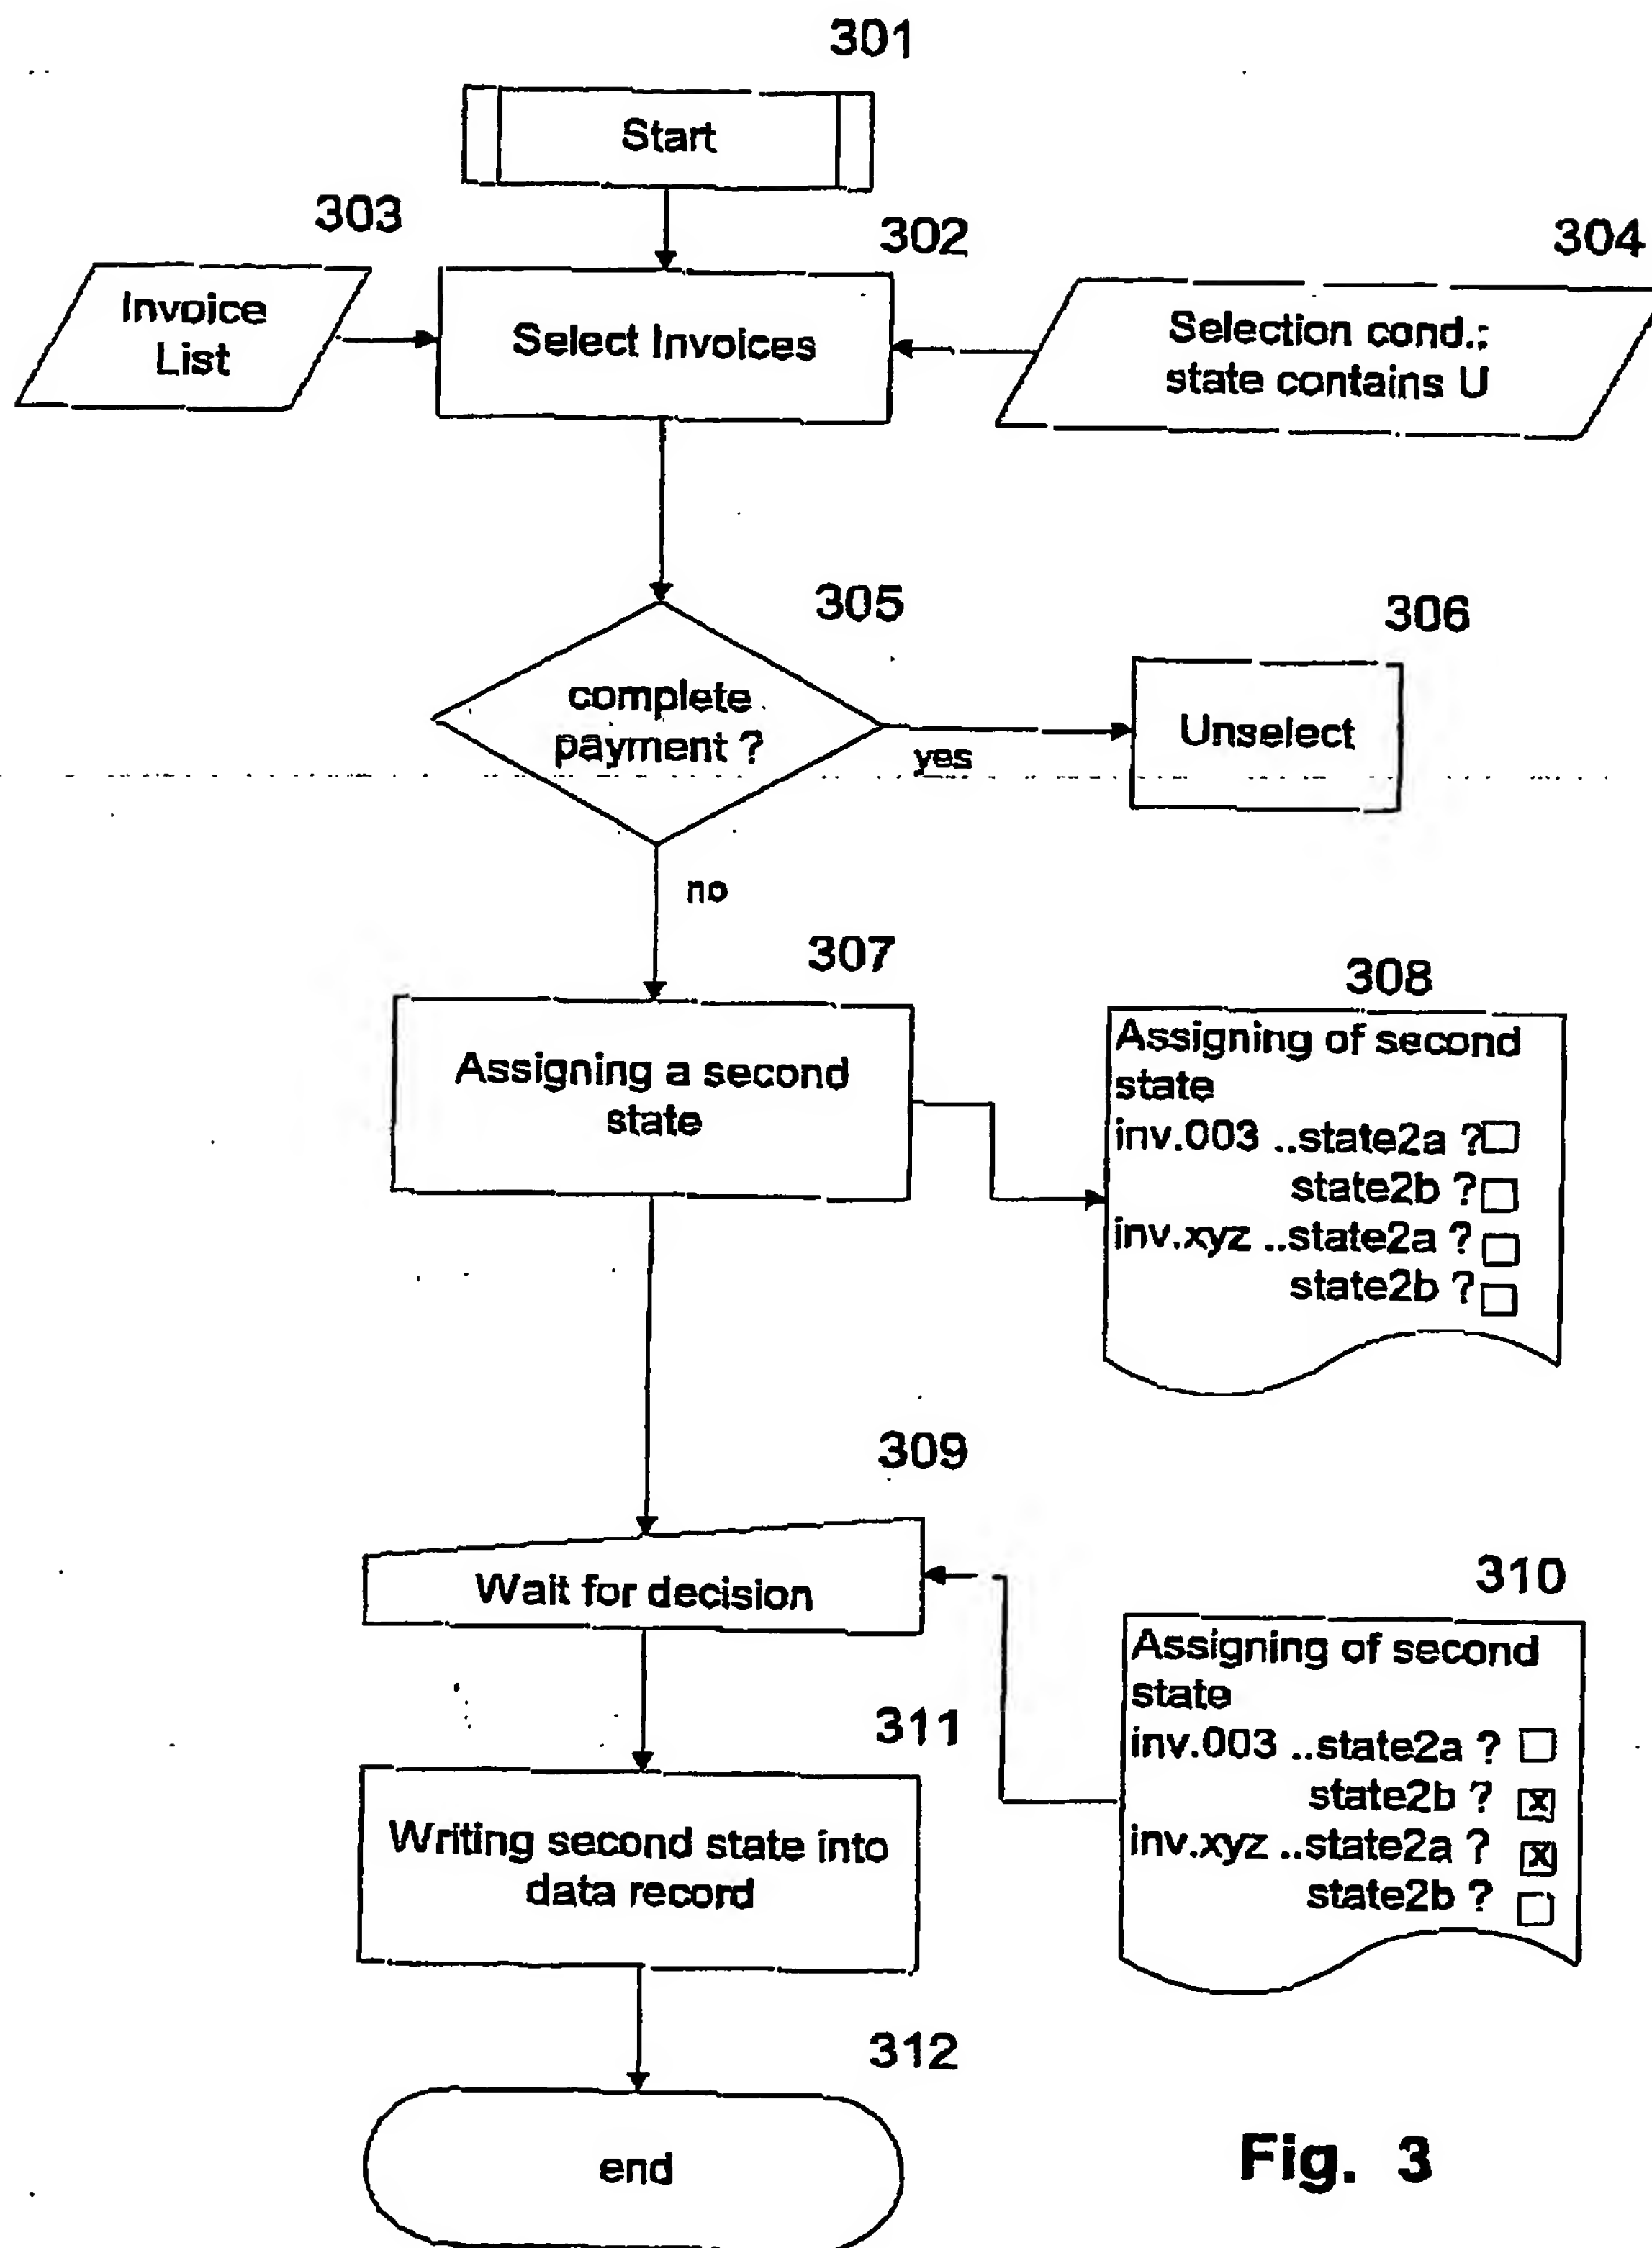 301
Start
303
302
304
Invoice
List
Select Invoices
Selection cond.:
state contains U
305
306
complete
payment ?
yes
Unselect
no
307
308
Assigning a second
state
Assigning of second
state
inv.003 ..state2a ?
state2b ?
inv.xyz ..state2a ?
state2b ?
309
Wait for decision
310
Assigning of second
state
inv.003 ..state2a ?
state2b ? x
inv.xyz ..state2a ? x
state2b ?
311
Writing second state into
data record
312
end
Fig. 3